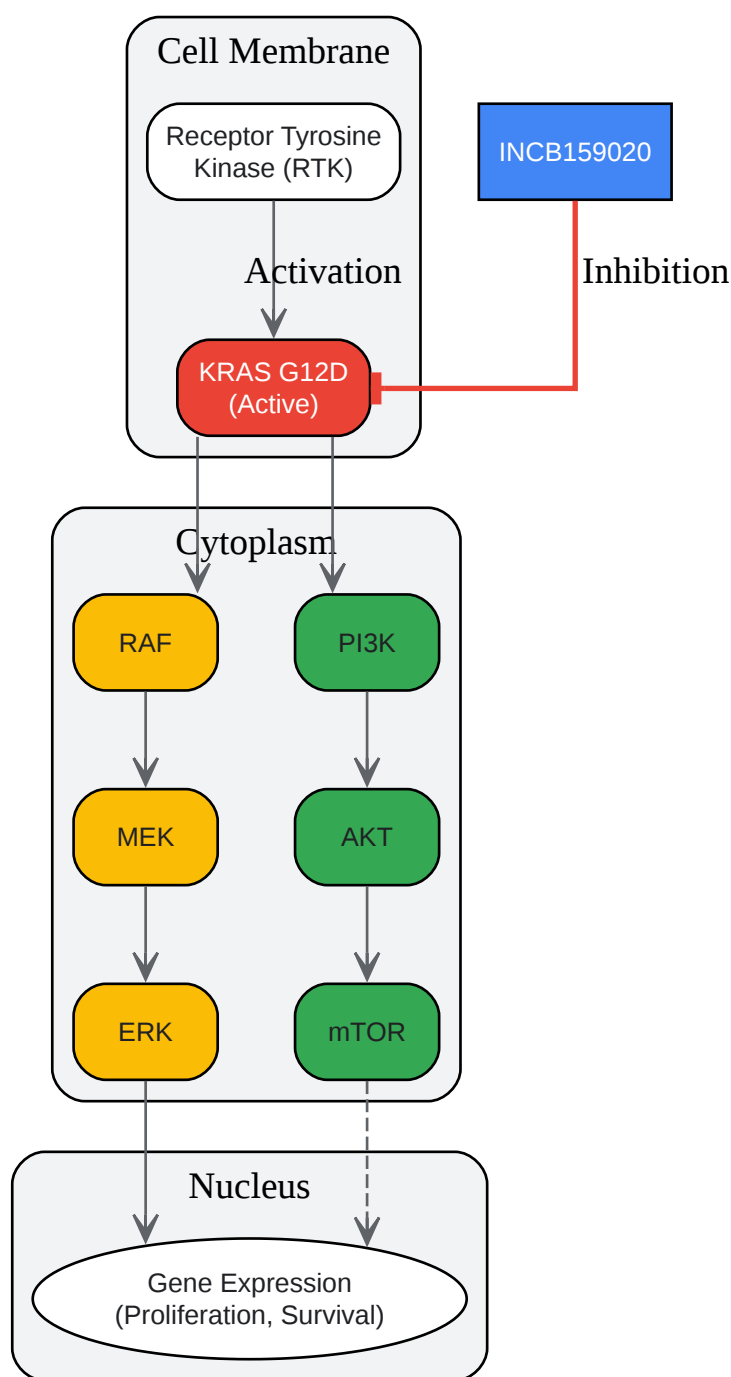 Cell Membrane
Receptor Tyrosine
Kinase (RTK)
INCB159020
Activation
Inhibition
KRAS G12D
(Active)
Cytoplasm
RAF
PI3K
MEK
AKT
ERK
mTOR
Nucleus
Gene Expression
(Proliferation, Survival)